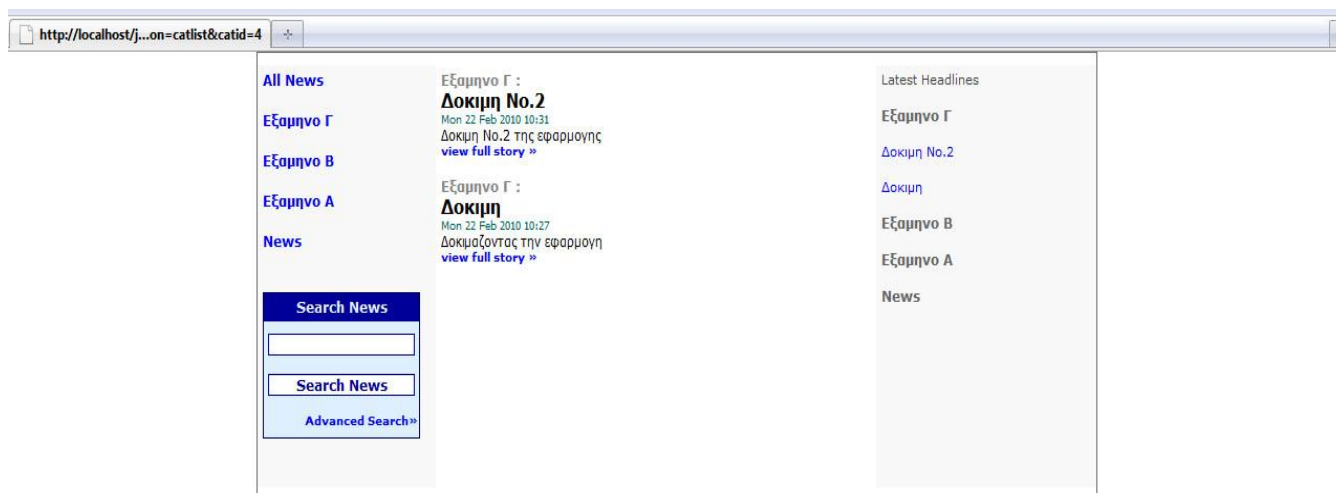 http://localhost/j...on=catlist&catid=4
All News
Εξαμηνο Γ
Εξαμηνο Β
Εξαμηνο Α
News
Search News
Search News
Advanced Search»
Εξαμηνο Γ :
Δοκιμη No.2
Mon 22 Feb 2010 10:31
Δοκιμη No.2 της εφαρμογης
view full story »
Εξαμηνο Γ :
Δοκιμη
Mon 22 Feb 2010 10:27
Δοκιμαζοντας την εφαρμογη
view full story »
Latest Headlines
Εξαμηνο Γ
Δοκιμη No.2
Δοκιμη
Εξαμηνο Β
Εξαμηνο Α
News